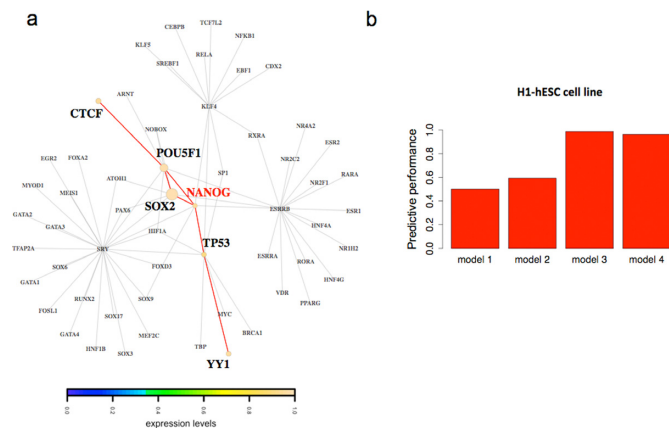 a
b
TCF7L2
CEBPB
NFKB1
KLF5
RELA
SREBF1
EBF1
CDX2
ARNT
KLF4
CTCF
NOBOX
RXRA
NR4A2
ESR2
POU5F1
NR2C2
EGR2
FOXA2
SP1
RARA
MYOD1
MEIS1
ATOH1
NR2F1
NANOG
GATA2
PAX6
SOX2
ESRRB
ESR1
GATA3
HIF1A
HNF4A
TFAP2A
SRY
TP53
NR1H2
ESRRA
RORA
SOX6
FOXD3
HNF4G
GATA1
VDR
PPARG
RUNX2
SOX9
FOSL1
SOX17
MYC
GATA4
MEF2C
BRCA1
HNF1B
SOX3
TBP
YY1
0.0 0.2 0.4 0.6 0.8 1.0
expression levels
H1-hESC cell line
Predictive performance
1.0
0.8
0.6
0.4
0.2
0.0
model 1 model 2 model 3 model 4